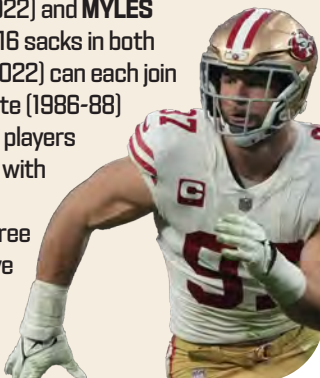 022) and MYLES
16 sacks in both
022) can each join
te (1986-88)
players
with
ree
ve
C
97